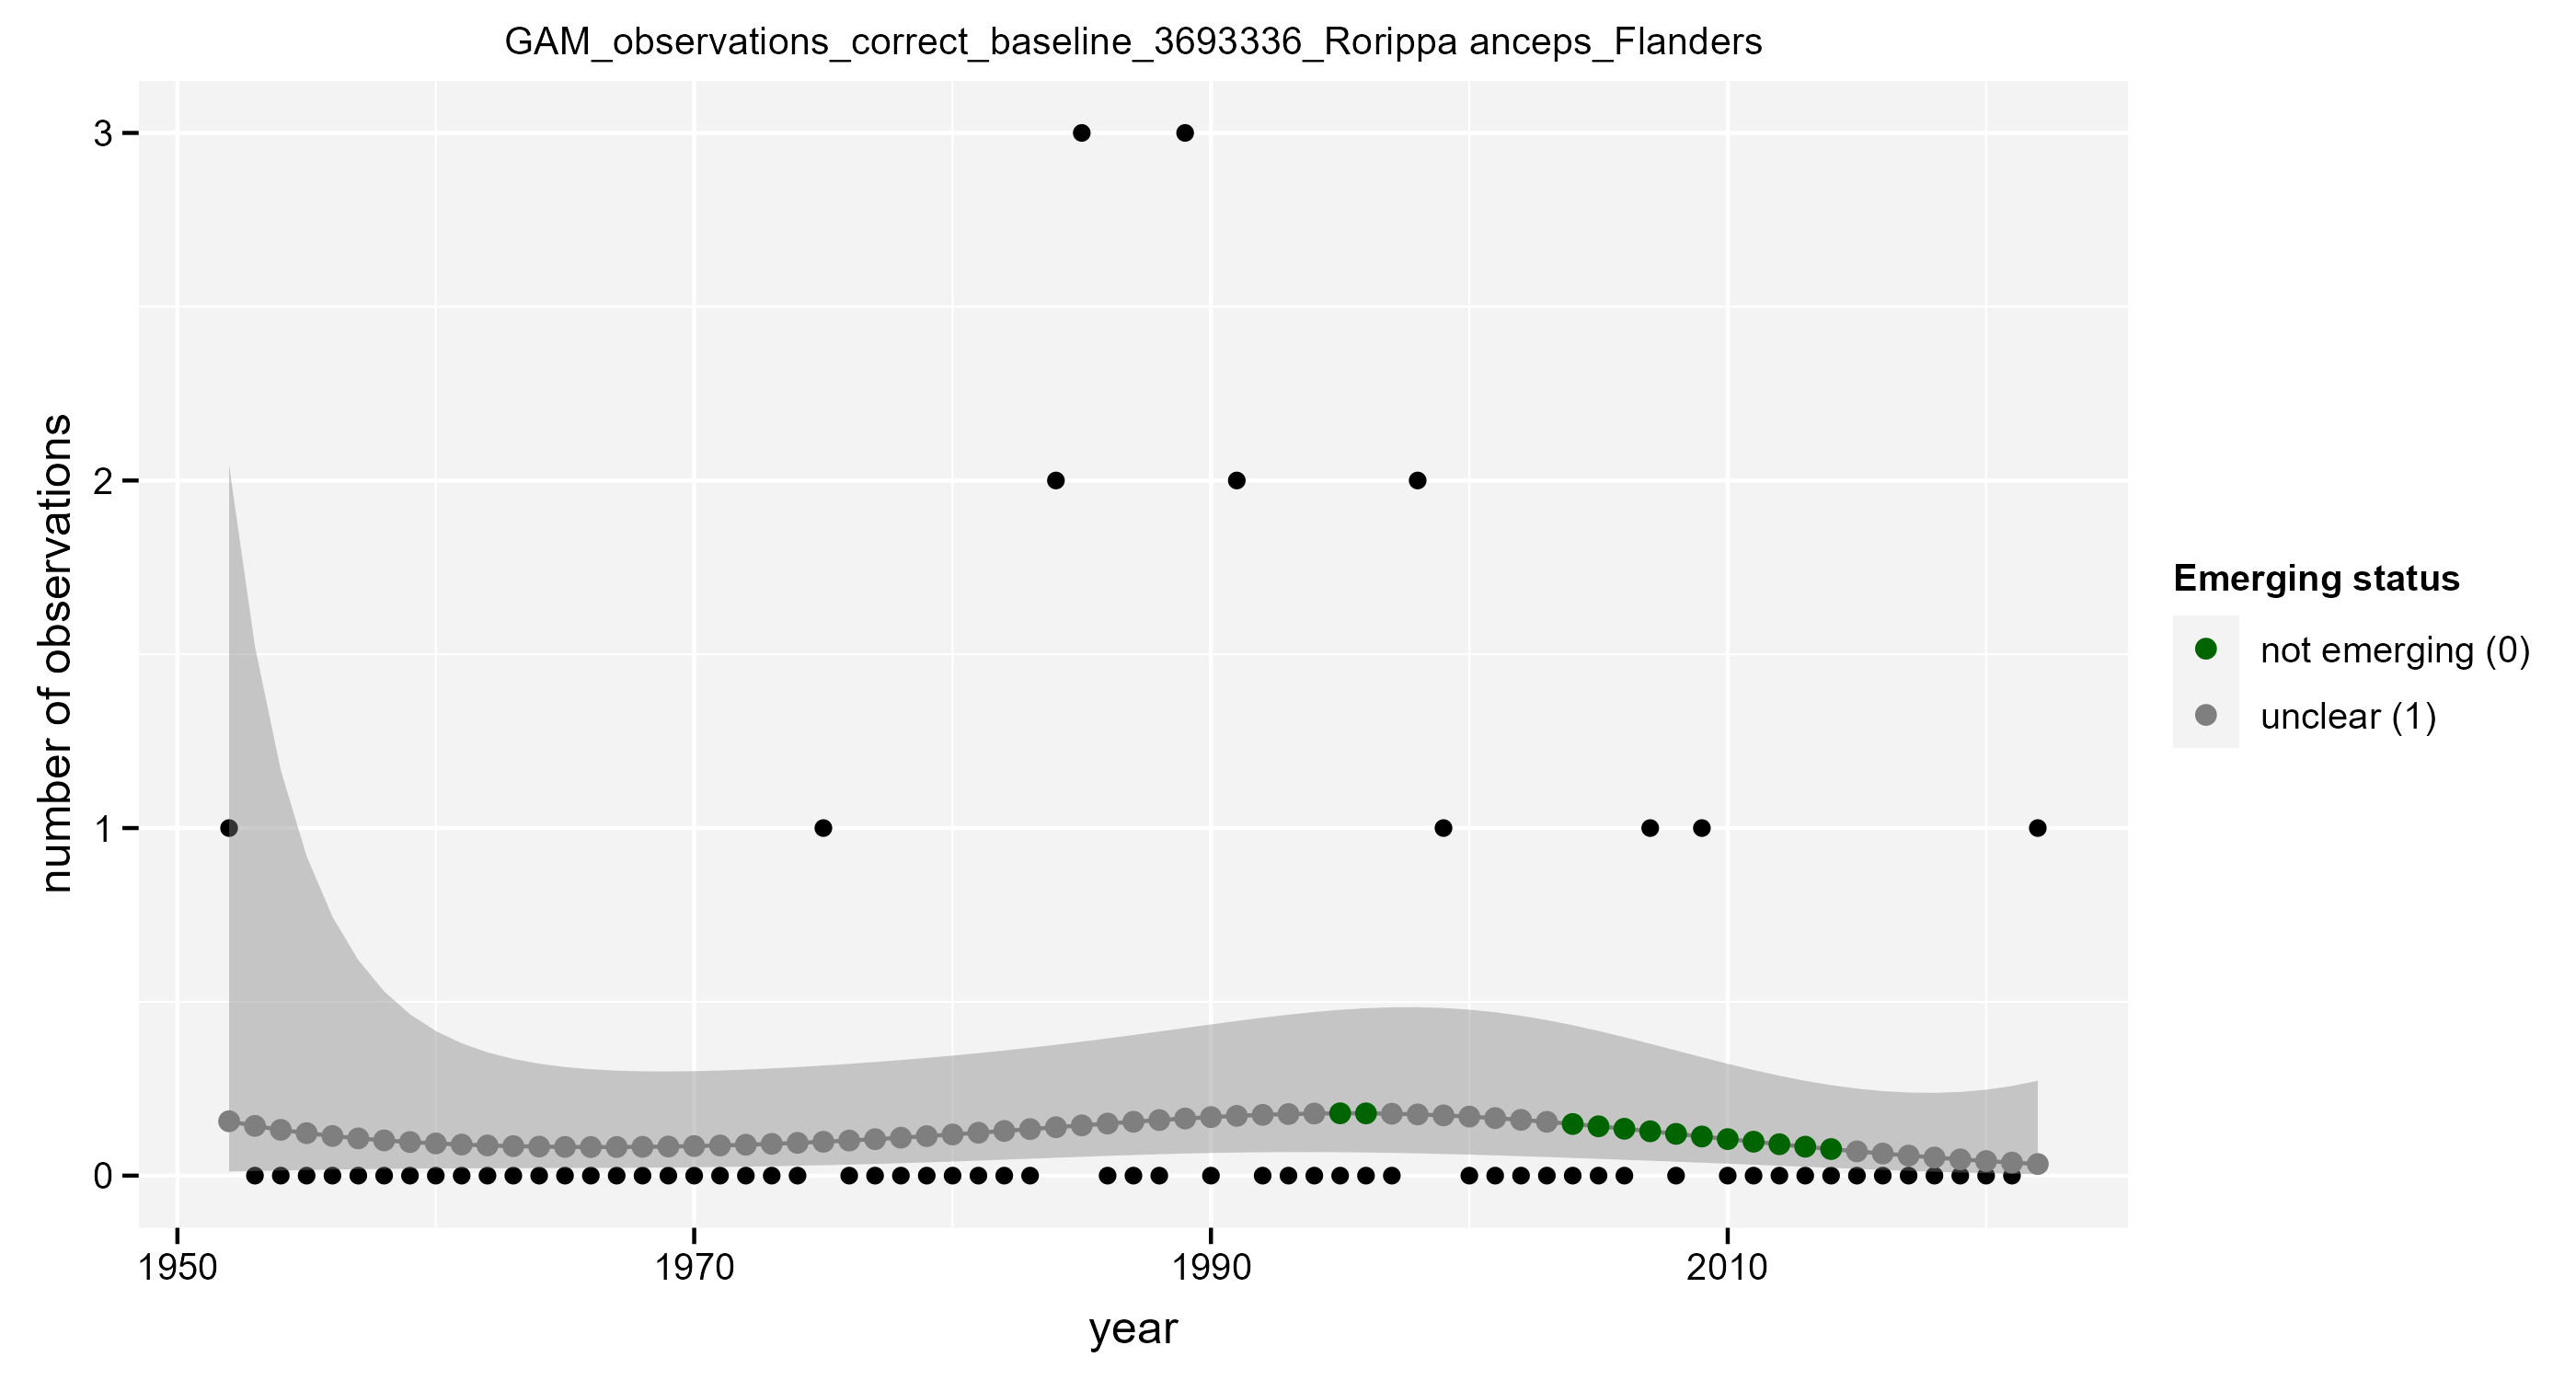 GAM_observations_correct_baseline_3693336_Rorippa anceps_Flanders
number of observations
3
2
1
0
1950
1970
1990
2010
year
Emerging status
not emerging (0)
unclear (1)